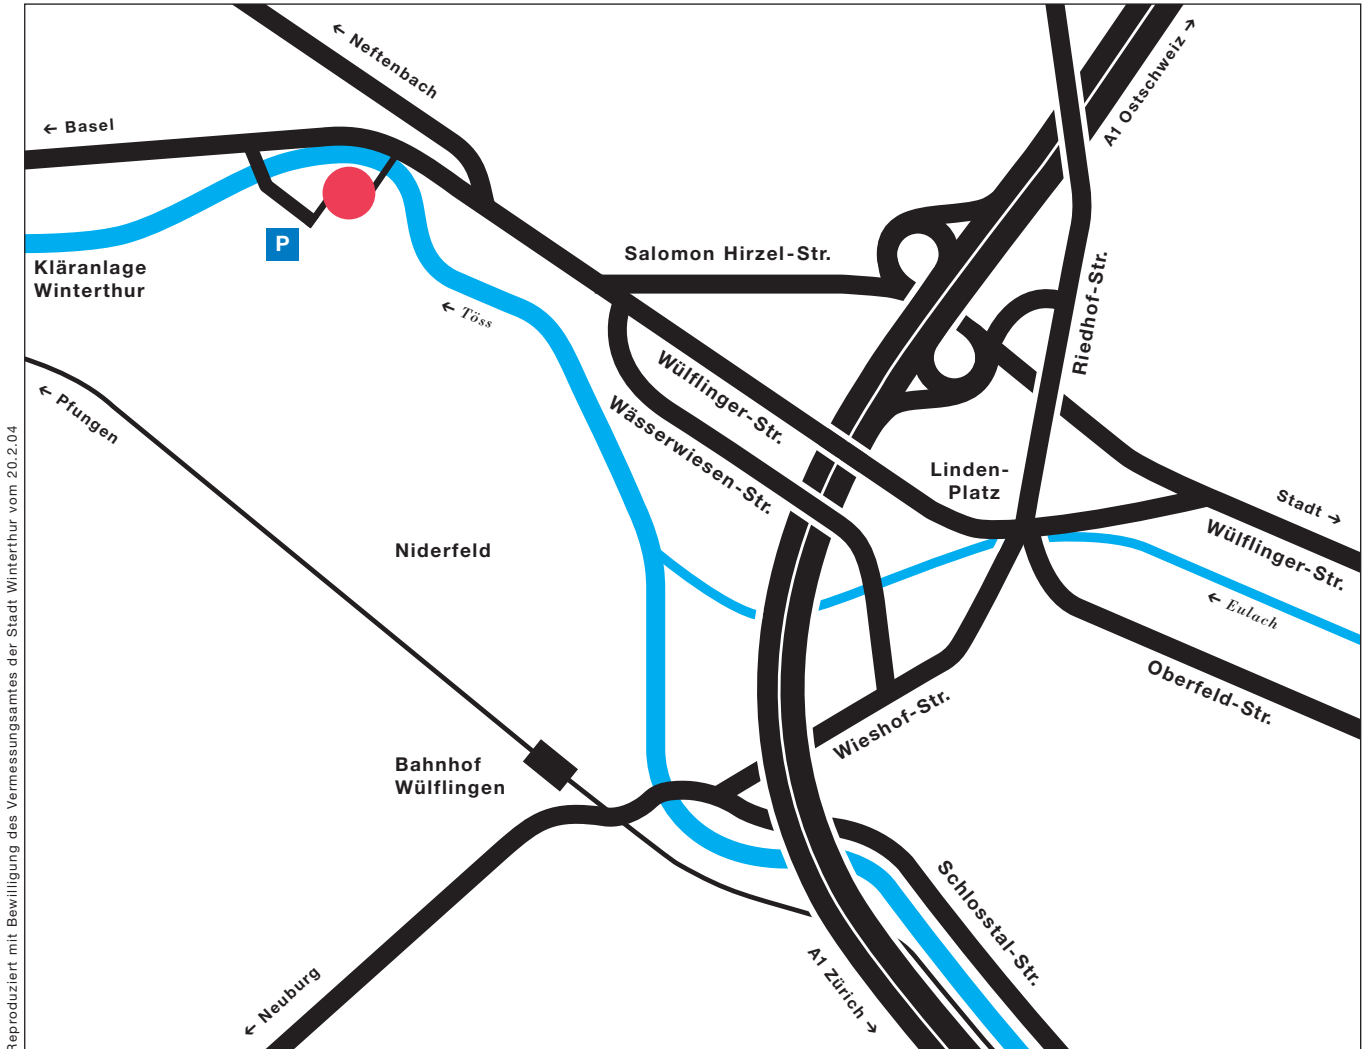 ← Neftenbach
← Basel
A1 Ostschweiz →
P
Salomon Hirzel-Str.
Kläranlage
Winterthur
← Töss
Riedhof-Str.
Wülflinger-Str.
← Pfungen
Wässerwiesen-Str.
Linden-
Platz
Stadt →
Wülflinger-Str.
Niderfeld
← Eulach
Oberfeld-Str.
Wieshof-Str.
Bahnhof
Wülflingen
Schlosstal-Str.
A1 Zürich →
← Neuburg
Reproduziert mit Bewilligung des Vermessungsamtes der Stadt Winterthur vom 20.2.04